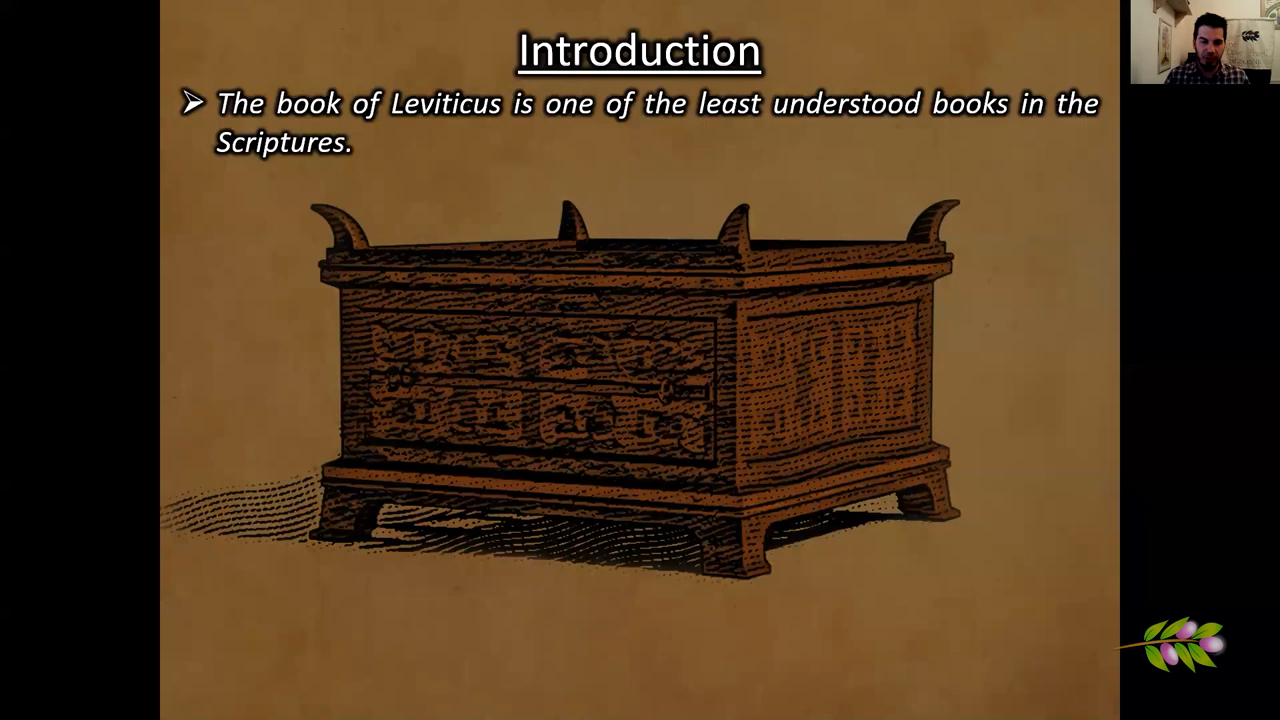 Introduction
➢ The book of Leviticus is one of the least understood books in the
Scriptures.